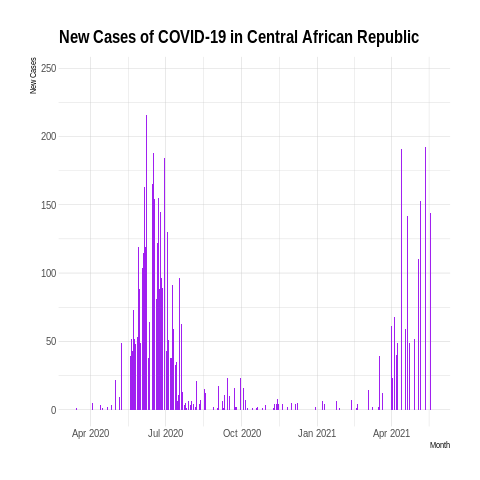 New Cases of COVID-19 in Central African Republic
New Cases
250
200
150
100
50
0
Apr 2020 Jul 2020 Oct 2020 Jan 2021 Apr 2021
Month